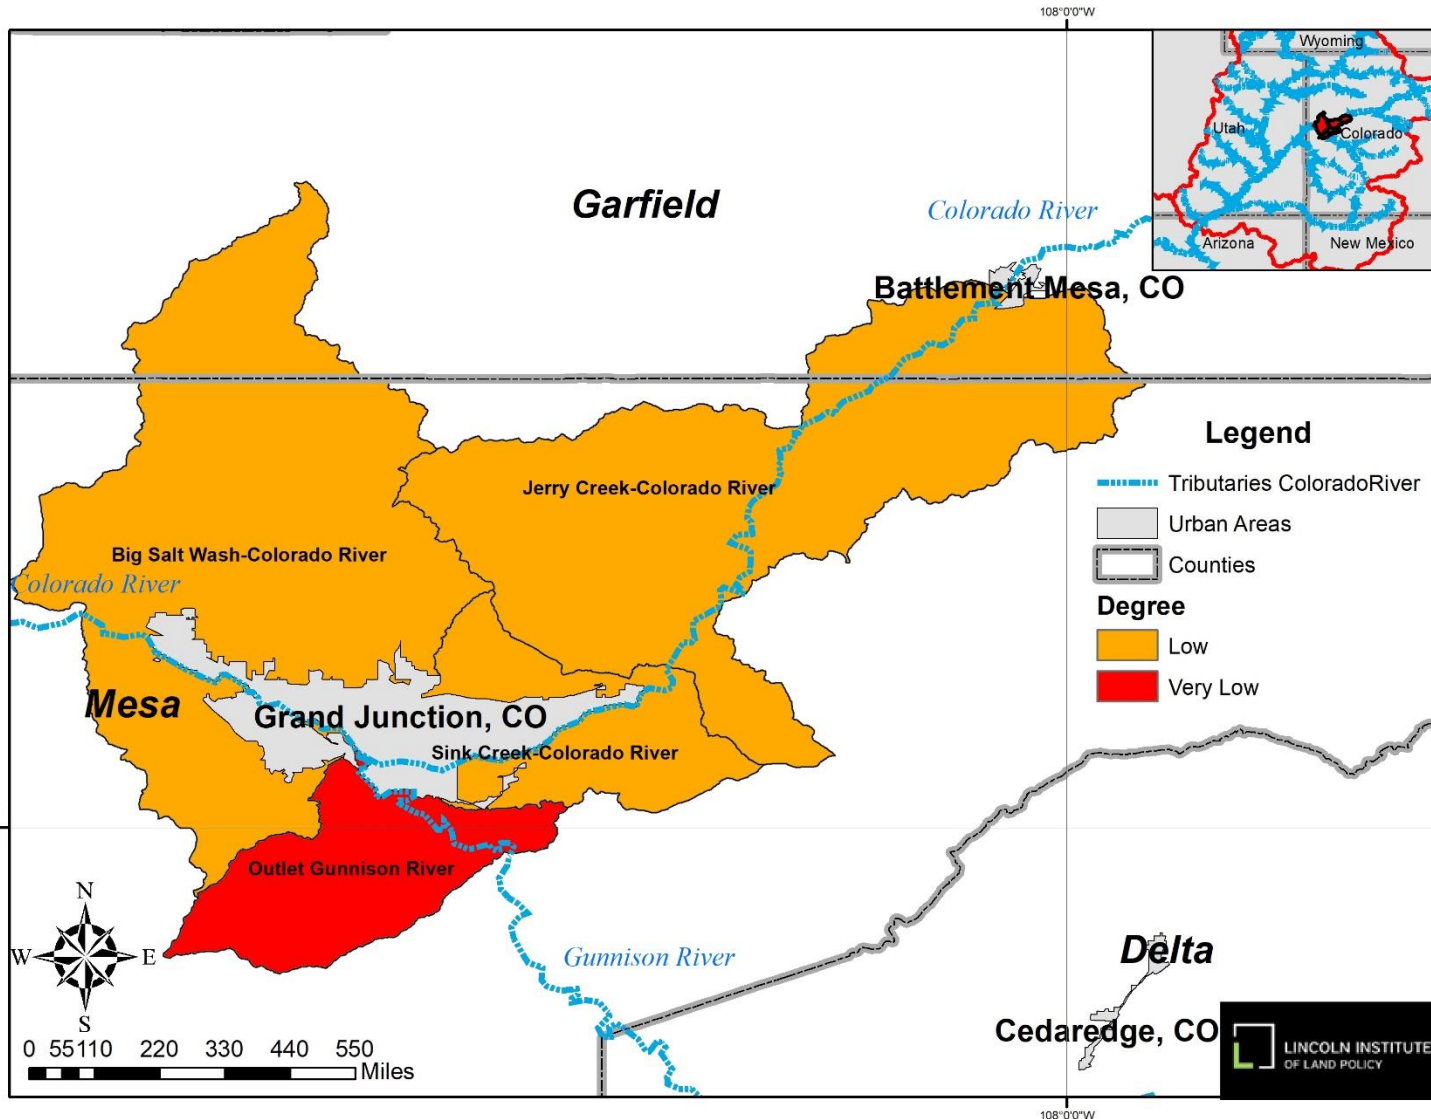 108°0'0"W
Wyoming
Utah
Colorado
Arizona
New Mexico
Garfield
Colorado River
Battlement Mesa, CO
Legend
Tributaries ColoradoRiver
Urban Areas
Counties
Degree
Low
Very Low
Jerry Creek-Colorado River
Big Salt Wash-Colorado River
Colorado River
Mesa
Grand Junction, CO
Sink Creek-Colorado River
Outlet Gunnison River
N
W
E
S
Gunnison River
Delta
Cedaredge, CO
0 55 110 220 330 440 550
Miles
LINCOLN INSTITUTE
OF LAND POLICY
108°0'0"W